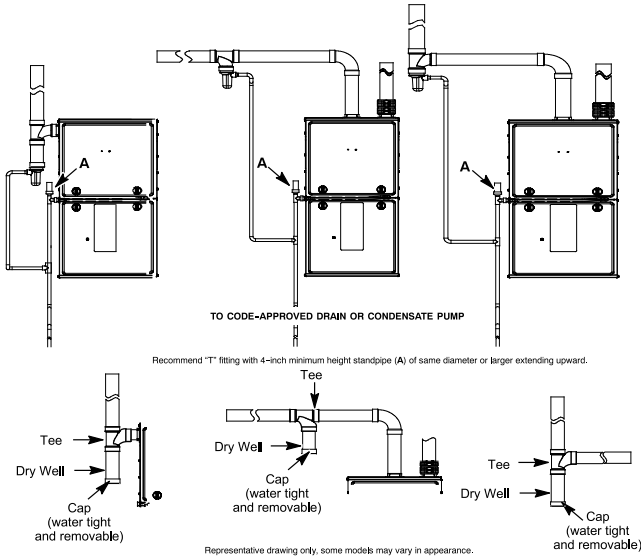 A
A
A
TO CODE–APPROVED DRAIN OR CONDENSATE PUMP
Recommend “T” fitting with 4–inch minimum height standpipe (A) of same diameter or larger extending upward.
Tee
Dry Well
Cap
(water tight
and removable)
Tee
Dry Well
Cap
(water tight
and removable)
Tee
Dry Well
Cap
(water tight
and removable)
Representative drawing only, some models may vary in appearance.